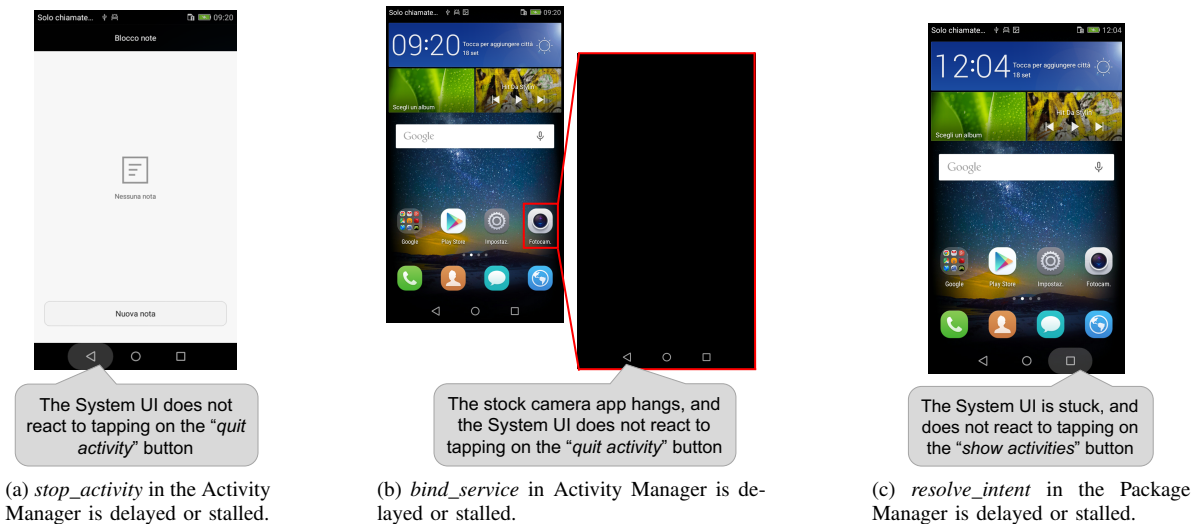 Solo chiamate... 09:20
Blocco note
Nessuna nota
Nuova nota
The System UI does not
react to tapping on the “quit
activity” button
(a) stop_activity in the Activity
Manager is delayed or stalled.
Solo chiamate... 09:20
09:20 Tocca per aggiungere città
18 set
Hit Da Stylin'
Scegli un album
Google
Google Play Store Impostaz. Fotocam.
The stock camera app hangs, and
the System UI does not react to
tapping on the “quit activity” button
(b) bind_service in Activity Manager is de-
layed or stalled.
Solo chiamate... 12:04
12:04 Tocca per aggiungere città
18 set
Hit Da Stylin'
Scegli un album
Google
Google Play Store Impostaz. Fotocam.
The System UI is stuck, and
does not react to tapping on
the “show activities” button
(c) resolve_intent in the Package
Manager is delayed or stalled.